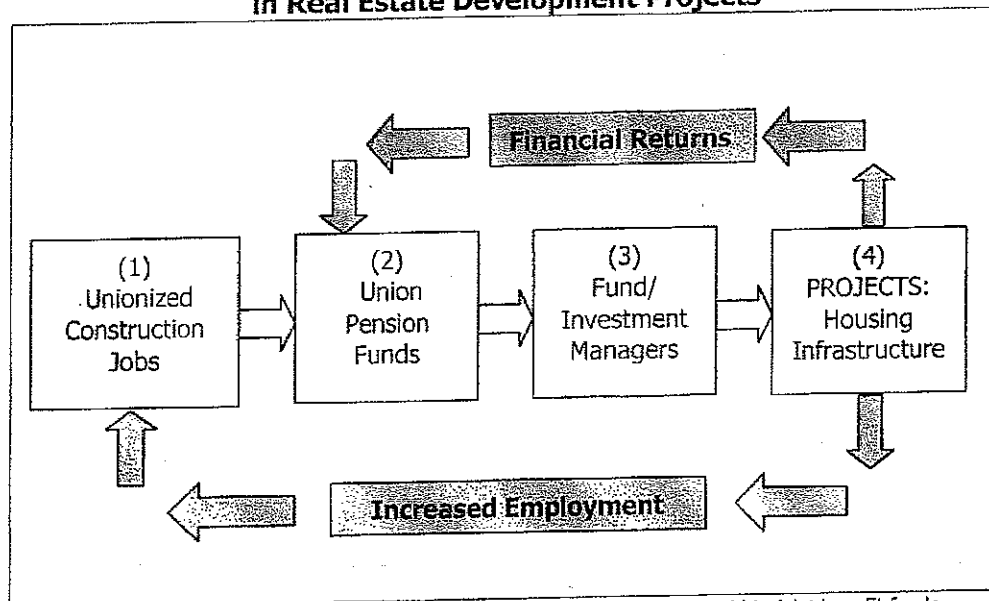 in Real Estate Development Projects
Financial Returns
(1)
Unionized
Construction
Jobs
(2)
Union
Pension
Funds
(3)
Fund/
Investment
Managers
(4)
PROJECTS:
Housing
Infrastructure
Increased Employment